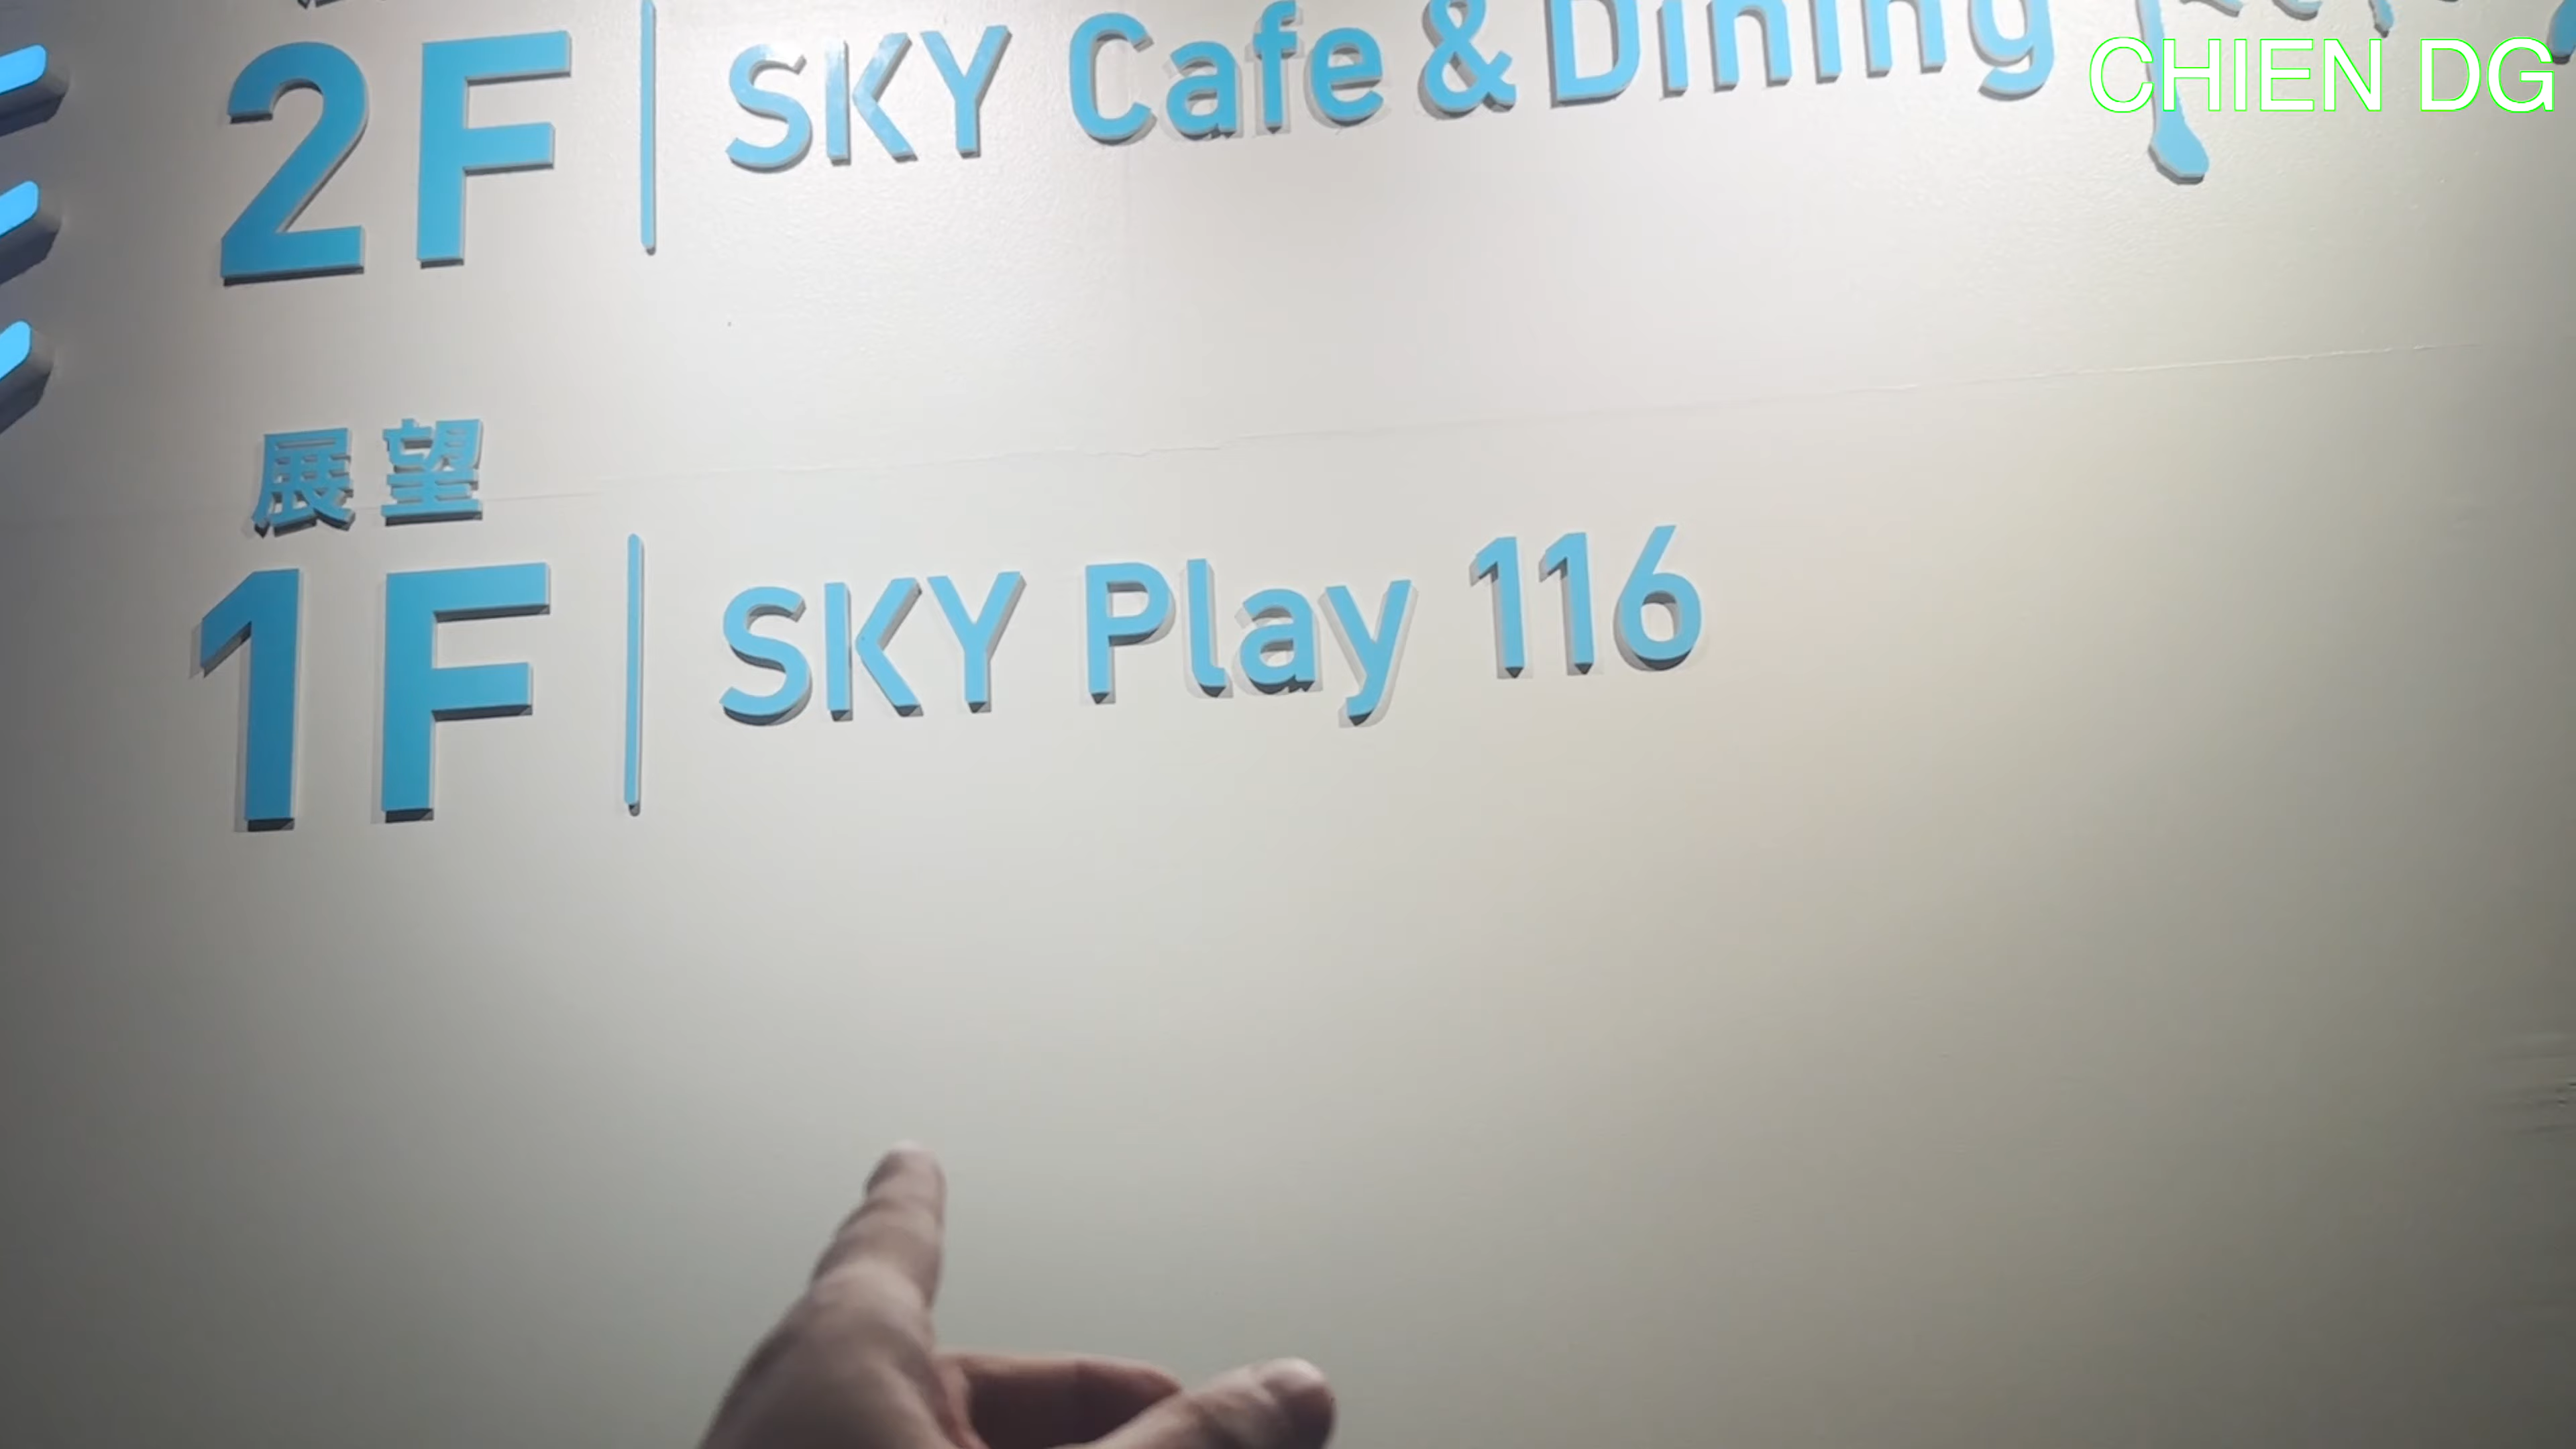 2F SKY Cafe & Dining
CHIEN DG
展望
1F SKY Play 116